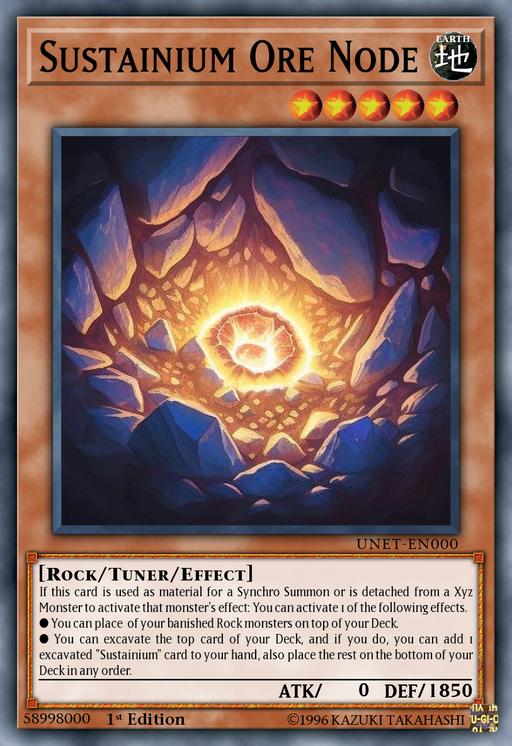 SUSTAINIUM ORE NODE
EARTH
地
UNET-EN000
[ROCK/TUNER/EFFECT]
If this card is used as material for a Synchro Summon or is detached from a Xyz
Monster to activate that monster's effect: You can activate 1 of the following effects.
● You can place of your banished Rock monsters on top of your Deck.
● You can excavate the top card of your Deck, and if you do, you can add 1
excavated "Sustainium" card to your hand, also place the rest on the bottom of your
Deck in any order.
ATK/ 0 DEF/1850
58998000 1st Edition ©1996 KAZUKI TAKAHASHI